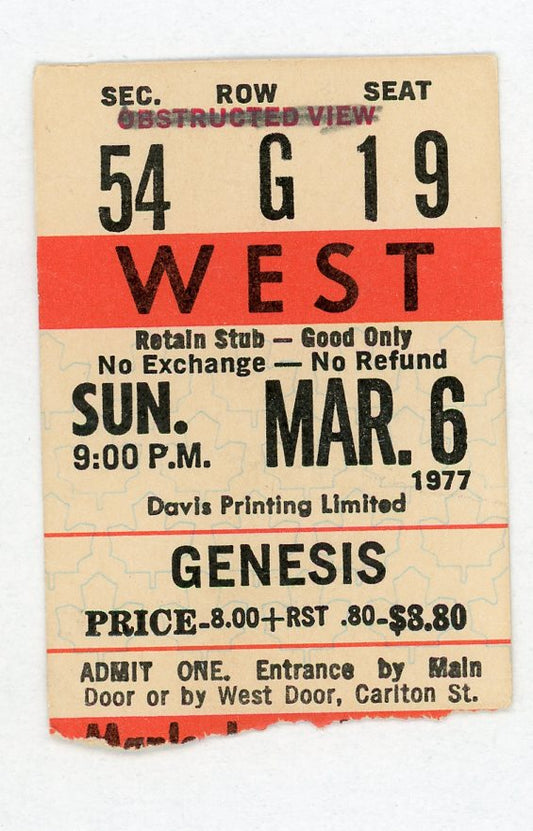 SEC. ROW SEAT
OBSTRUCTED VIEW
54 G 19
WEST
Retain Stub — Good Only
No Exchange — No Refund
SUN. MAR. 6
9:00 P.M. 1977
Davis Printing Limited
GENESIS
PRICE-8.00+RST .80-$8.80
ADMIT ONE. Entrance by Main
Door or by West Door, Carlton St.